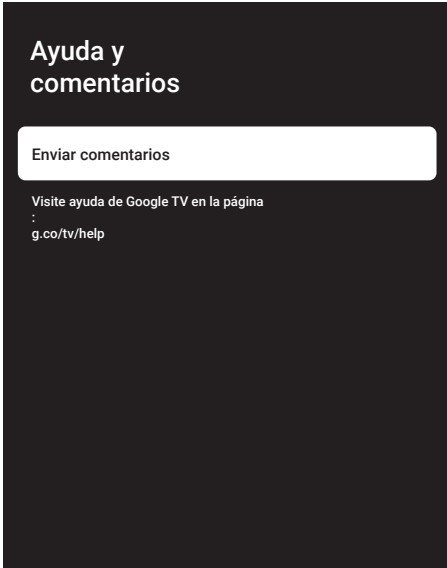 Ayuda y
comentarios
Enviar comentarios
Visite ayuda de Google TV en la página
:
g.co/tv/help